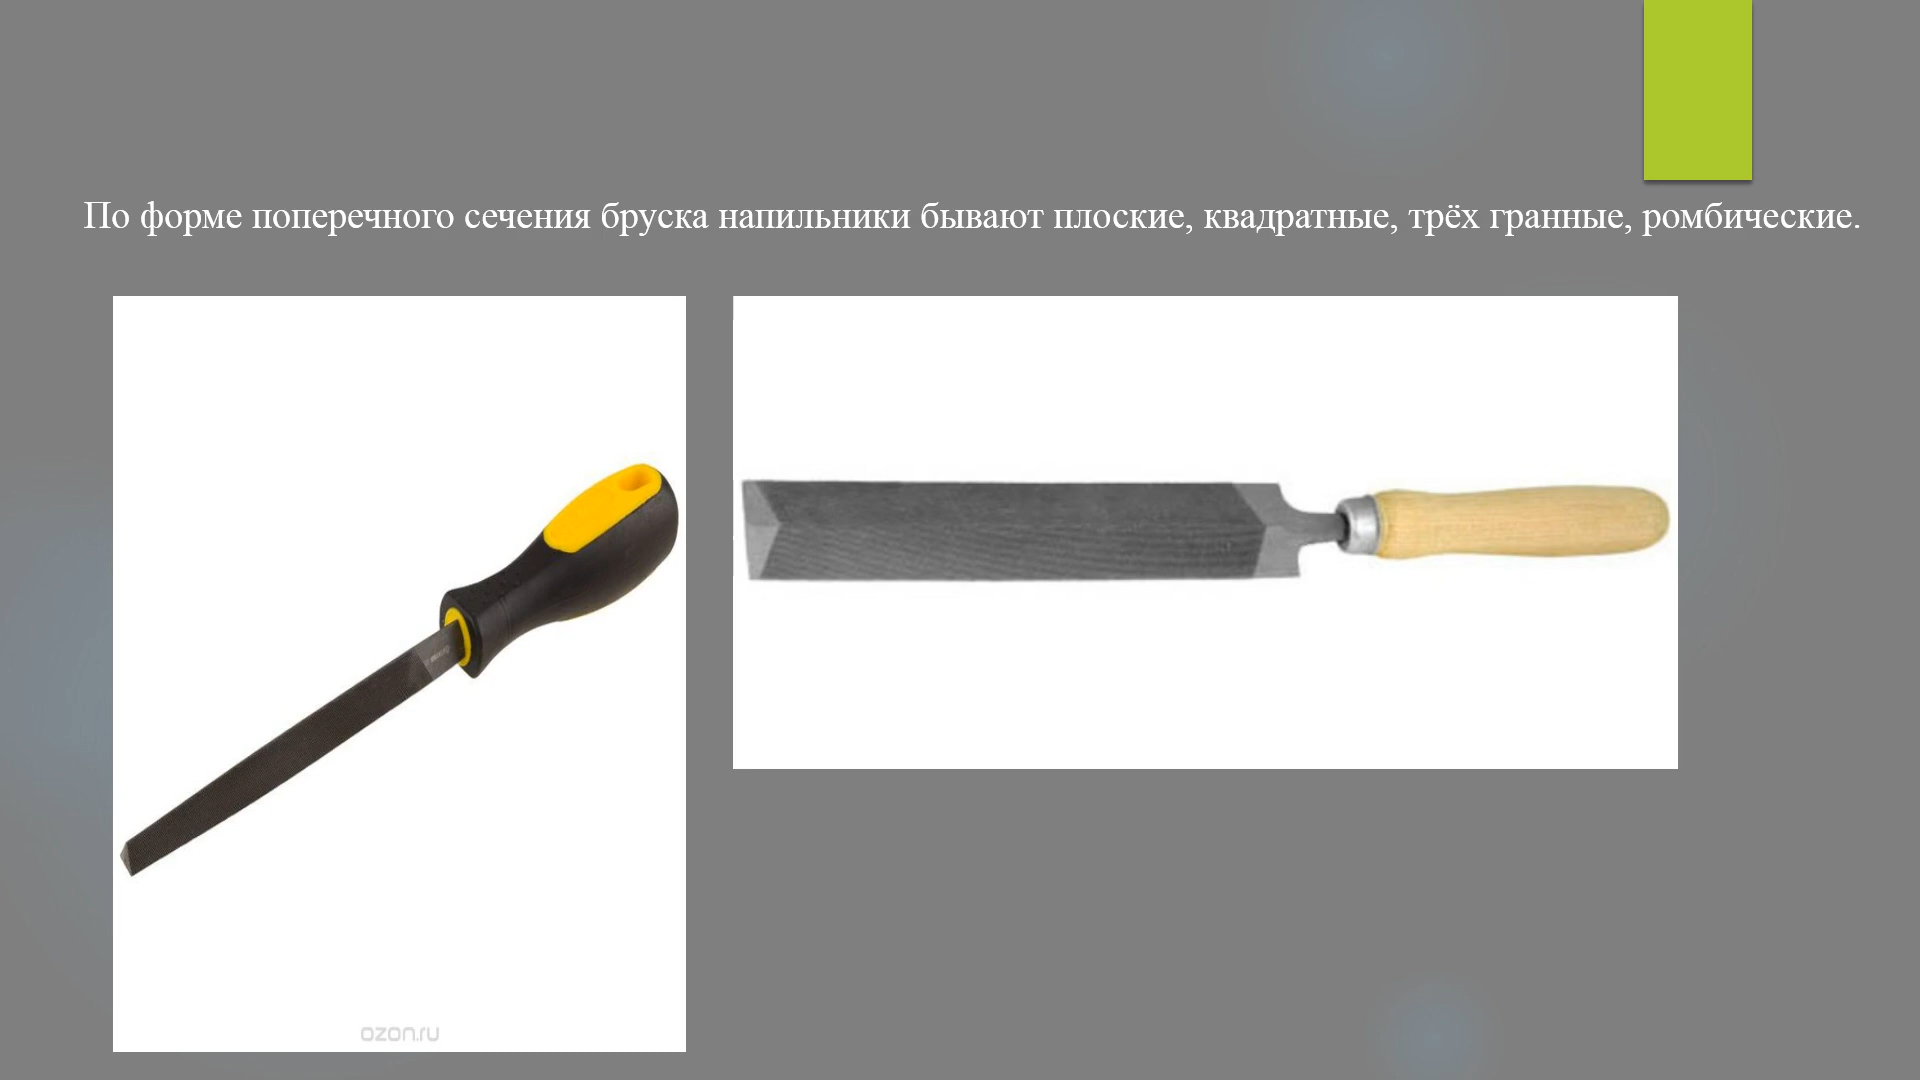 По форме поперечного сечения бруска напильники бывают плоские, квадратные, трёх гранные, ромбические.
ozon.ru